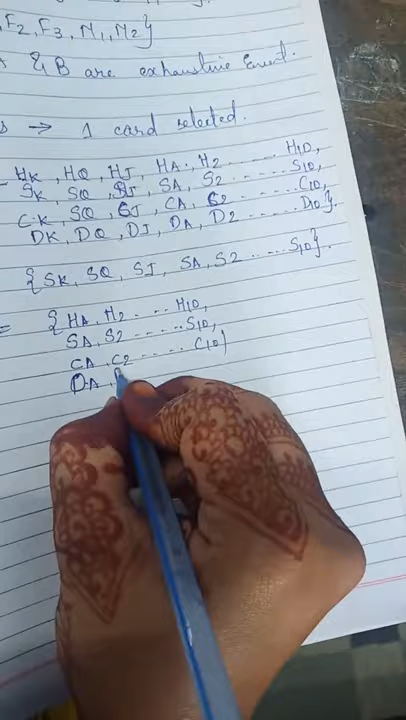 F2, F3, M1, M2}
& B are exhaustive Event.
→ 1 card selected.
HK, HQ, HJ, HA, H2 ...... H10,
SK, SQ, SJ, SA, S2 ...... S10,
CK, SQ, CJ, CA, C2 ...... C10,
DK, DQ, DJ, DA, D2 ..... D10}.
{SK, SQ, SJ, SA, S2 ..... S10}.
= {HA, H2 .... H10,
SA, S2 ..... S10,
CA, C2 ..... C10}
DA,